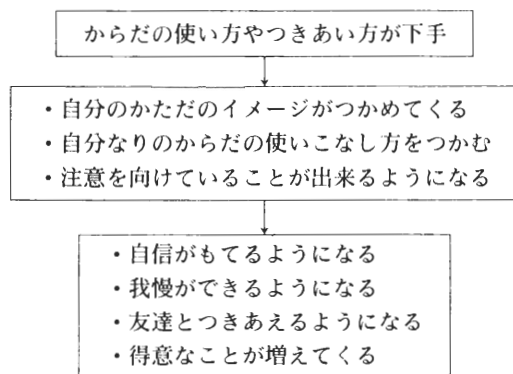 からだの使い方やつきあい方が下手
・自分のかただのイメージがつかめてくる
・自分なりのからだの使いこなし方をつかむ
・注意を向けていることが出来るようになる
・自信がもてるようになる
・我慢ができるようになる
・友達とつきあえるようになる
・得意なことが増えてくる